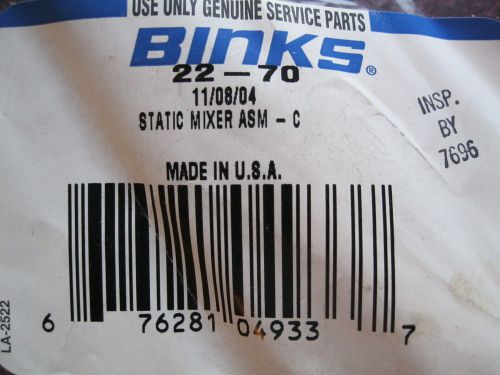 USE ONLY GENUINE SERVICE PARTS
BINKS®
22-70
11/08/04
STATIC MIXER ASM - C
INSP.
BY
7696
MADE IN U.S.A.
6 76281 04933 7
LA-2522